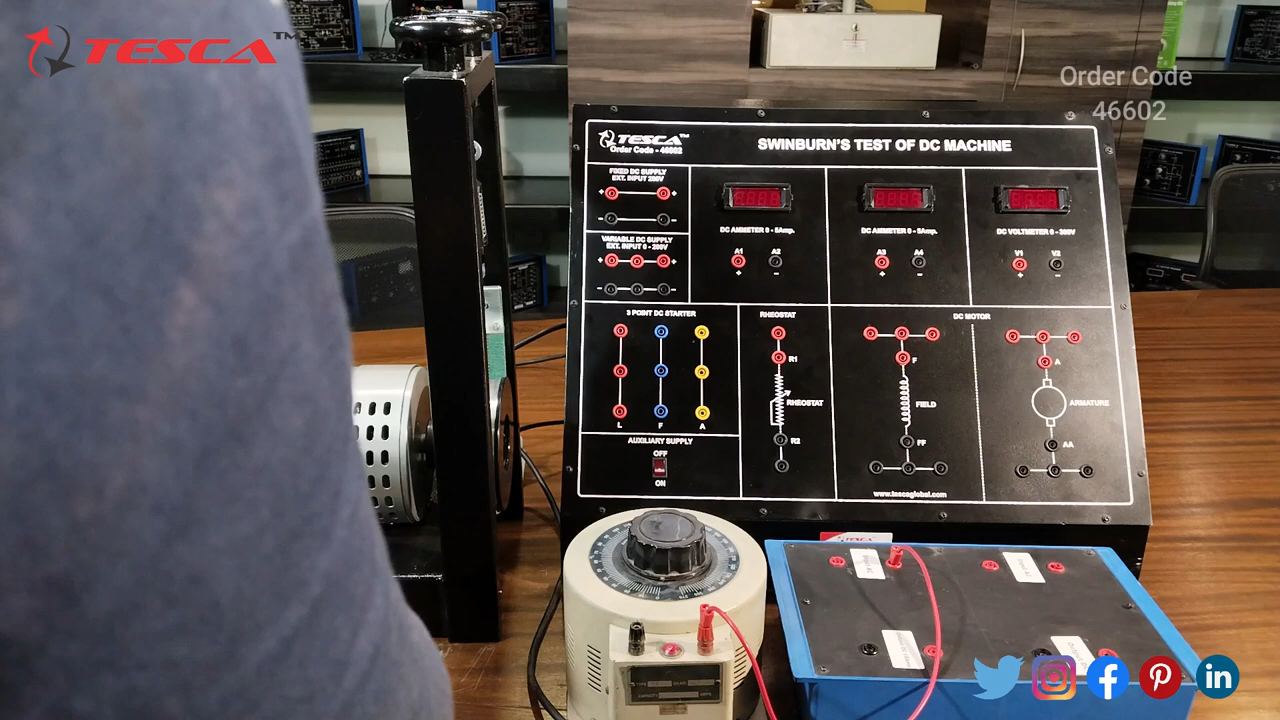 TESCA™
Order Code
46602
TESCA™
Order Code - 46602
SWINBURN'S TEST OF DC MACHINE
FIXED DC SUPPLY
EXT. INPUT 200V
+ +
- -
VARIABLE DC SUPPLY
EXT. INPUT 0 - 200V
+ +
- -
DC AMMETER 0 - 5Amp.
A1 A2
+ -
DC AMMETER 0 - 5Amp.
A3 A4
+ -
DC VOLTMETER 0 - 300V
V1 V2
+ -
3 POINT DC STARTER
L F A
AUXILIARY SUPPLY
OFF
ON
RHEOSTAT
R1
RHEOSTAT
R2
DC MOTOR
F
FIELD
FF
A
ARMATURE
AA
www.tescaglobal.com
TESCA